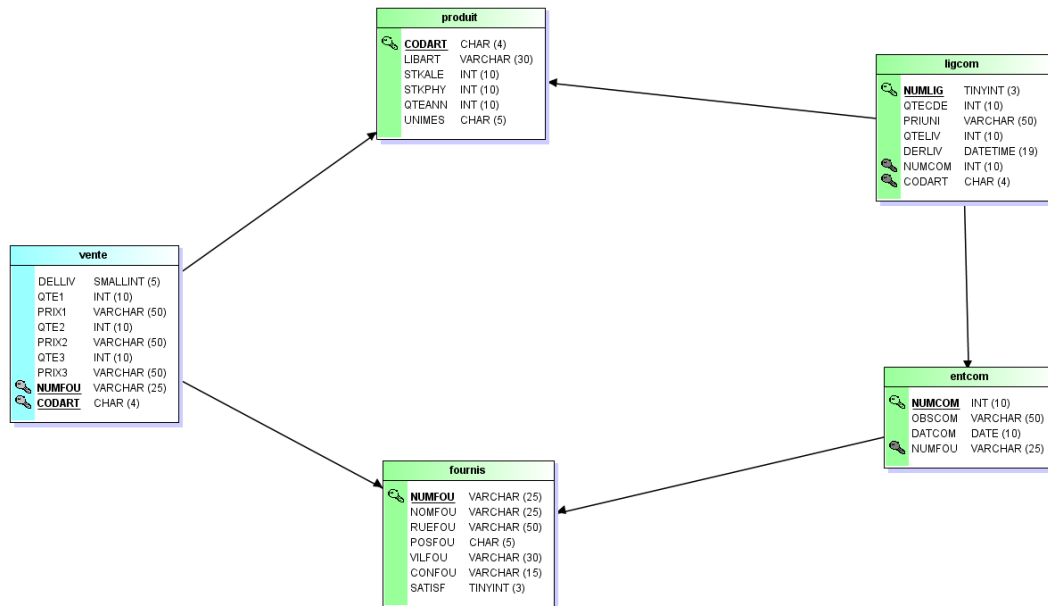 produit
CODART CHAR (4)
LIBART VARCHAR (30)
STKALE INT (10)
STKPHY INT (10)
QTEANN INT (10)
UNIMES CHAR (5)
ligcom
NUMLIG TINYINT (3)
QTECDE INT (10)
PRIUNI VARCHAR (50)
QTELIV INT (10)
DERLIV DATETIME (19)
NUMCOM INT (10)
CODART CHAR (4)
vente
DELLIV SMALLINT (5)
QTE1 INT (10)
PRIX1 VARCHAR (50)
QTE2 INT (10)
PRIX2 VARCHAR (50)
QTE3 INT (10)
PRIX3 VARCHAR (50)
NUMFOU VARCHAR (25)
CODART CHAR (4)
entcom
NUMCOM INT (10)
OBSCOM VARCHAR (50)
DATCOM DATE (10)
NUMFOU VARCHAR (25)
fournis
NUMFOU VARCHAR (25)
NOMFOU VARCHAR (25)
RUEFOU VARCHAR (50)
POSFOU CHAR (5)
VILFOU VARCHAR (30)
CONFOU VARCHAR (15)
SATISF TINYINT (3)